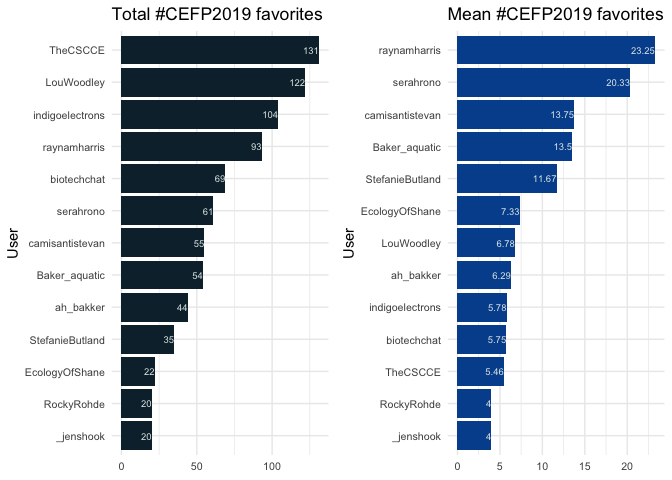 Total #CEFP2019 favorites
User
TheCSCCE 131
LouWoodley 122
indigoelectrons 104
raynamharris 93
biotechchat 69
serahrono 61
camisantistevan 55
Baker_aquatic 54
ah_bakker 44
StefanieButland 35
EcologyOfShane 22
RockyRohde 20
_jenshook 20
0 50 100
Mean #CEFP2019 favorites
User
raynamharris 23.25
serahrono 20.33
camisantistevan 13.75
Baker_aquatic 13.5
StefanieButland 11.67
EcologyOfShane 7.33
LouWoodley 6.78
ah_bakker 6.29
indigoelectrons 5.78
biotechchat 5.75
TheCSCCE 5.46
RockyRohde 4
_jenshook 4
0 5 10 15 20